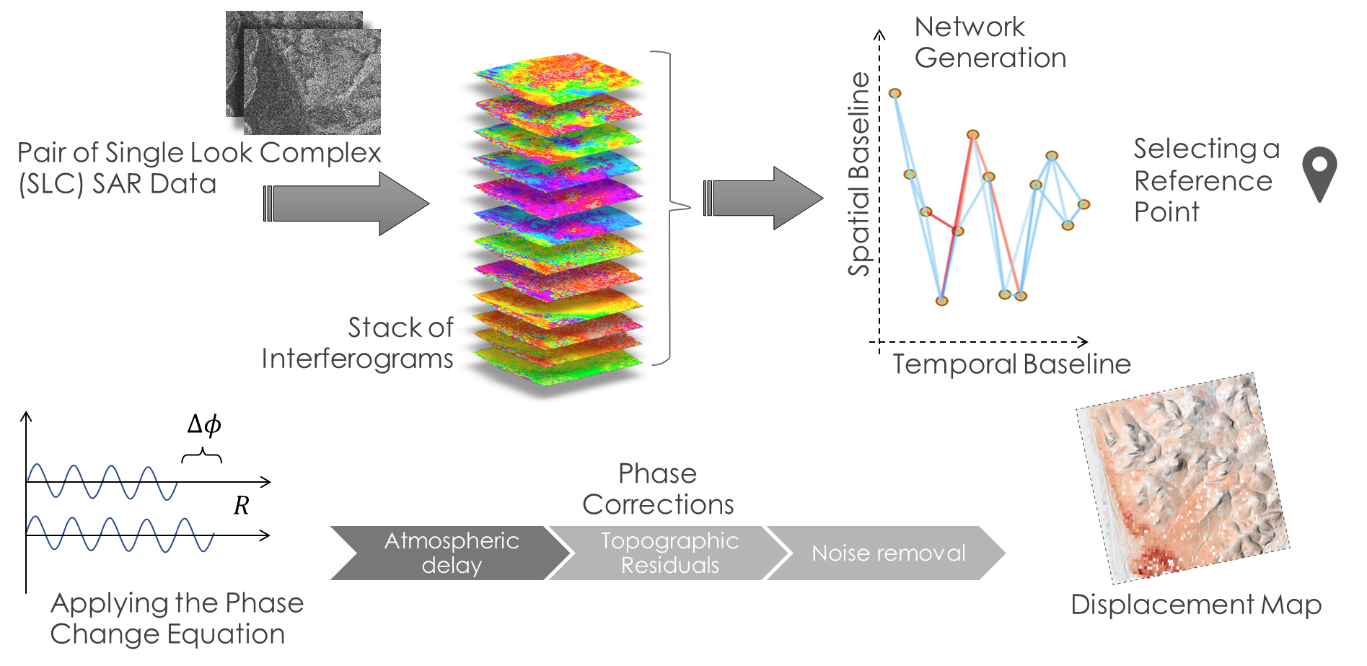 Pair of Single Look Complex
(SLC) SAR Data
Stack of
Interferograms
Network
Generation
Spatial Baseline
Temporal Baseline
Selecting a
Reference
Point
Δϕ
R
Applying the Phase
Change Equation
Phase
Corrections
Atmospheric
delay
Topographic
Residuals
Noise removal
Displacement Map